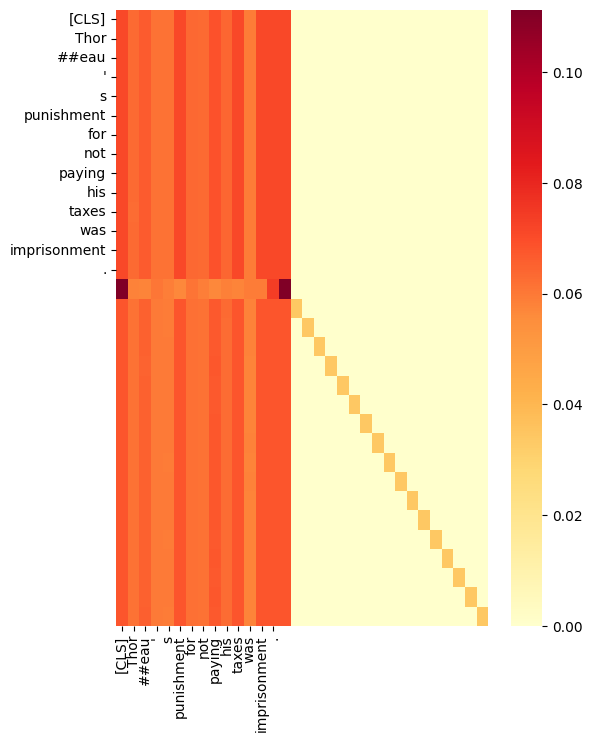 [CLS]
Thor
##eau
'
s
punishment
for
not
paying
his
taxes
was
imprisonment
.
0.10
0.08
0.06
0.04
0.02
0.00
[CLS]
Thor
##eau
'
s
punishment
for
not
paying
his
taxes
was
imprisonment
.